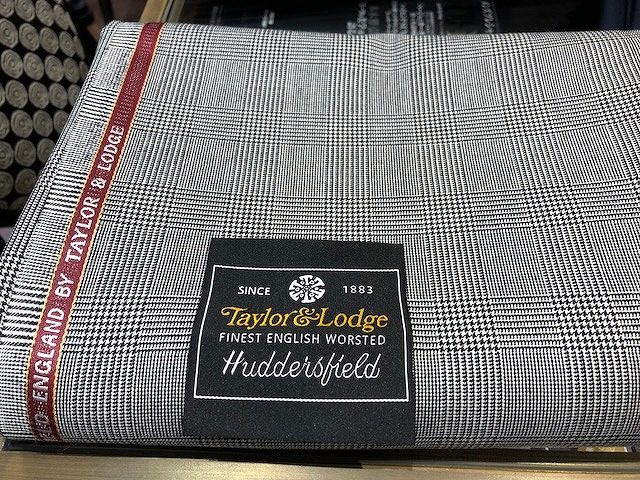 ENGLAND BY TAYLOR & LODGE
SINCE 1883
Taylor&Lodge
FINEST ENGLISH WORSTED
Huddersfield